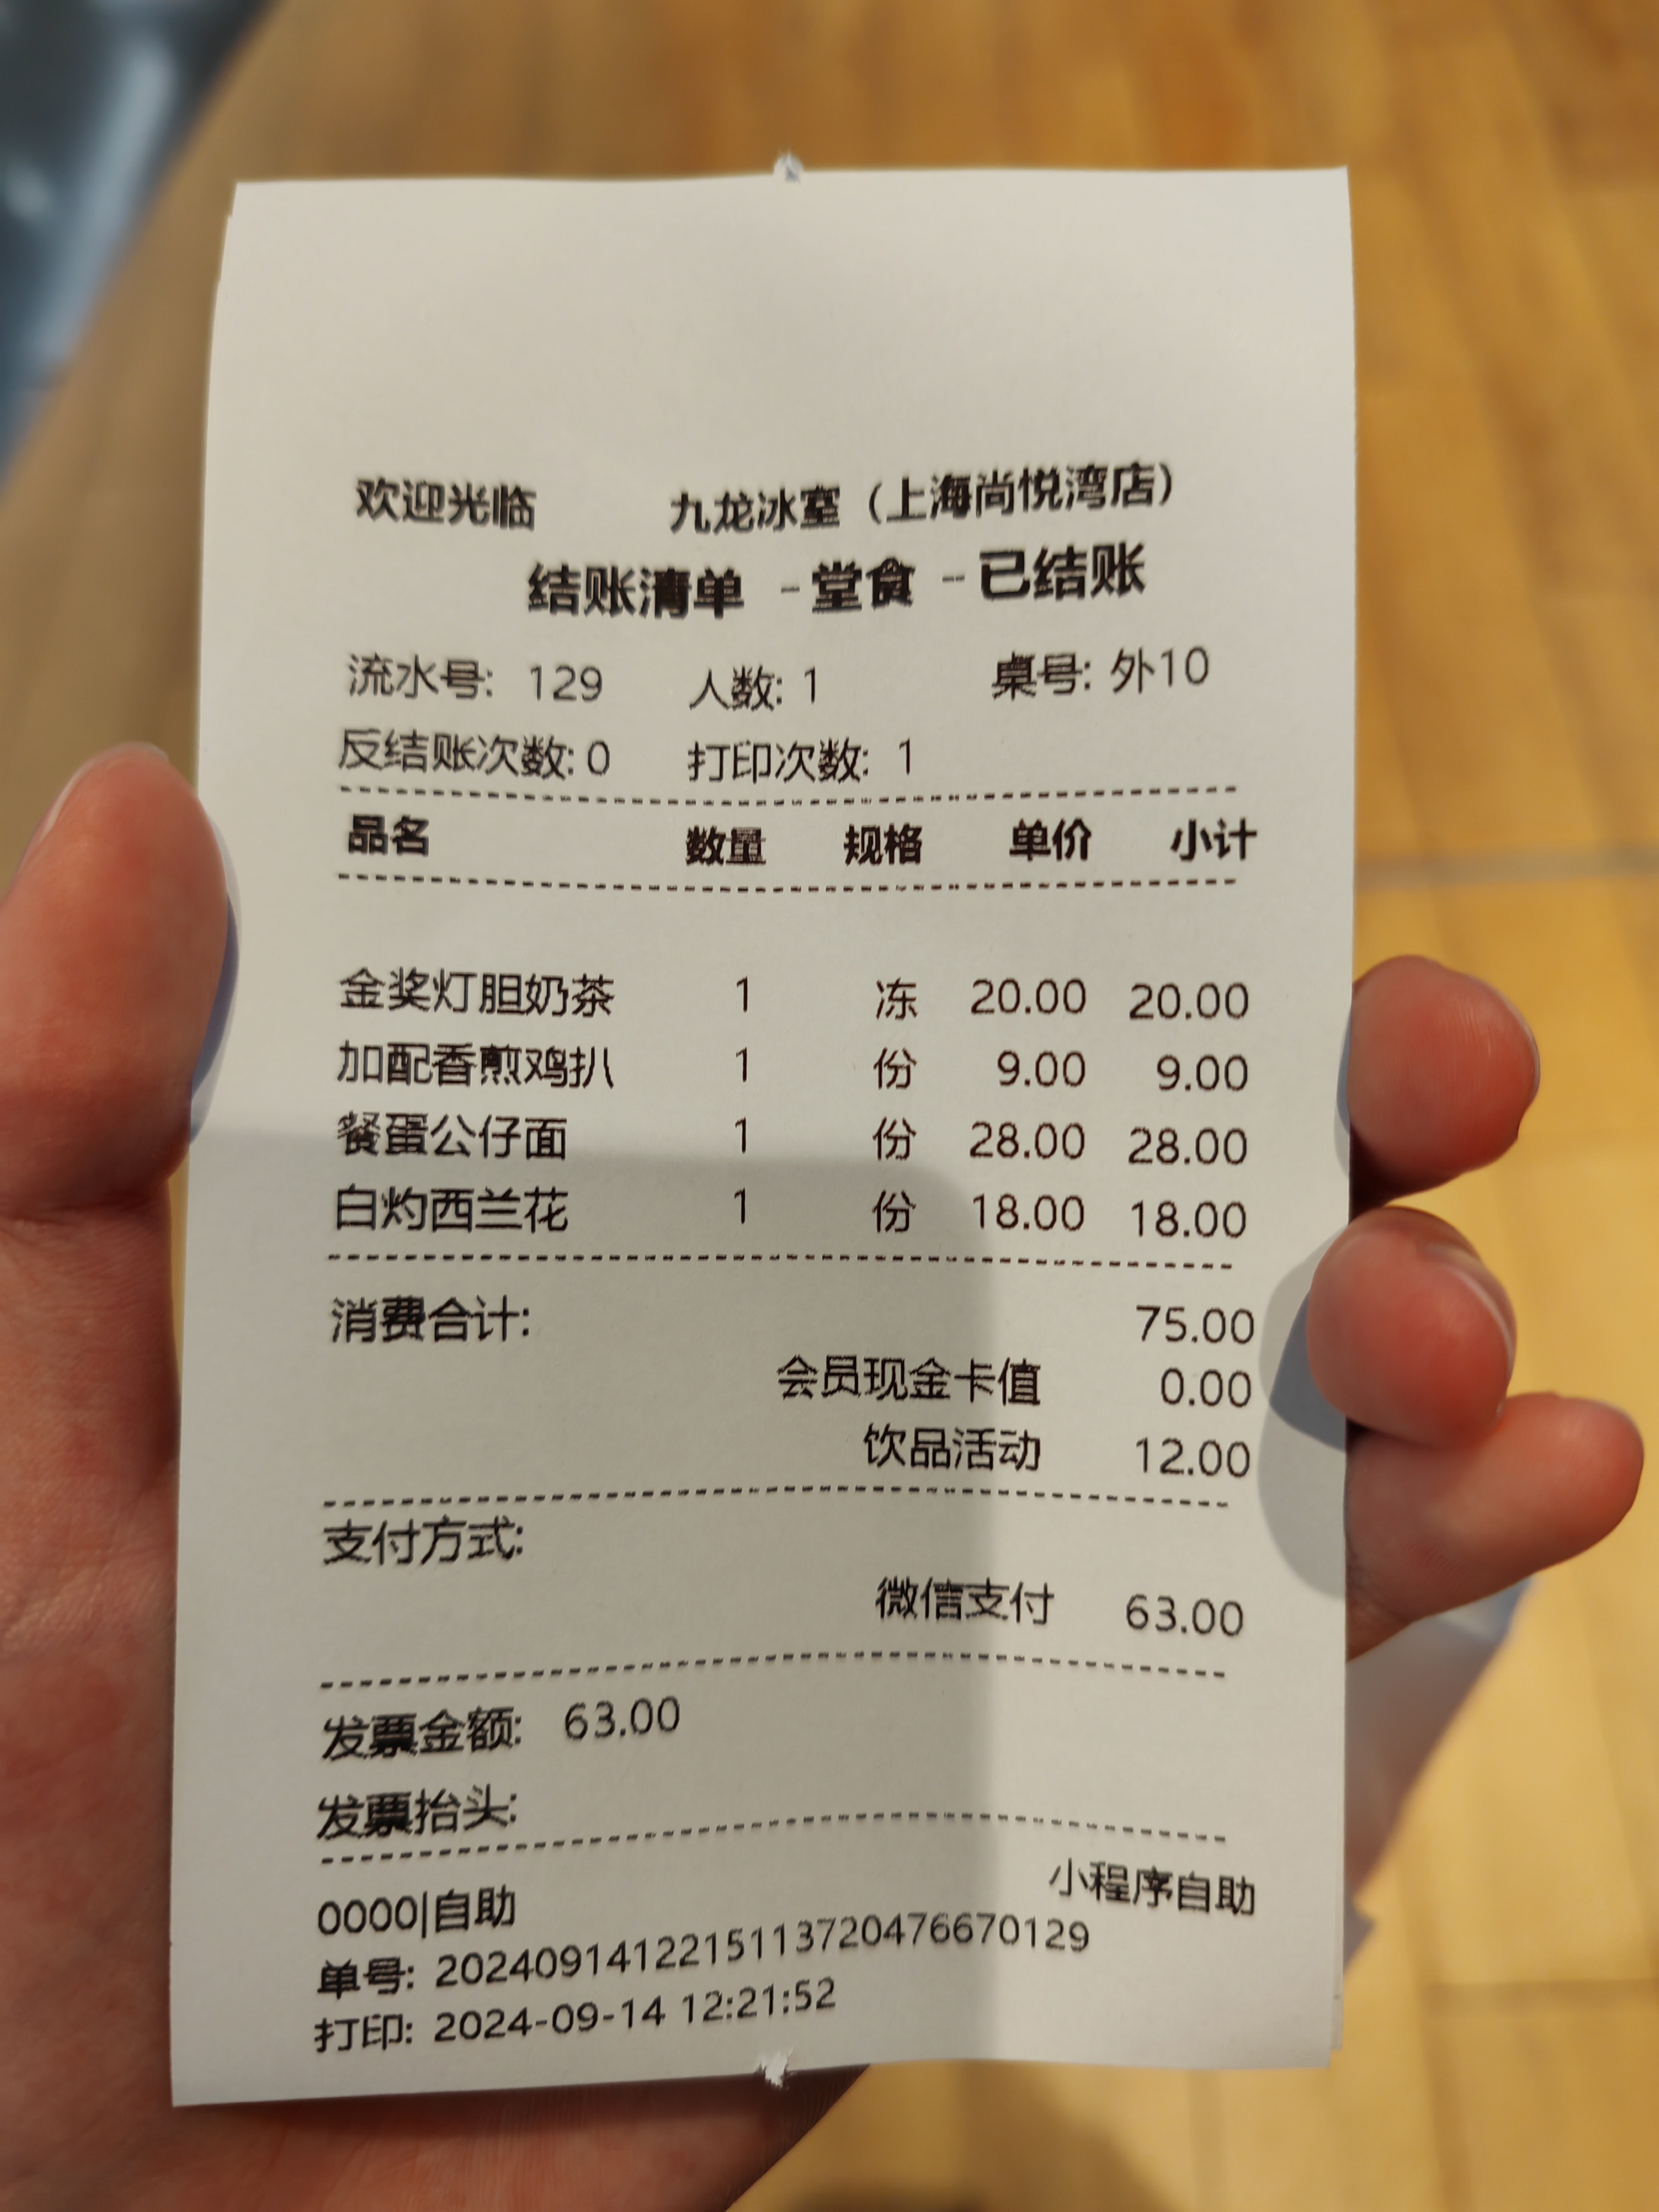 欢迎光临 九龙冰室（上海尚悦湾店）
结账清单 -堂食 --已结账
流水号: 129 人数: 1 桌号: 外10
反结账次数: 0 打印次数: 1
品名 数量 规格 单价 小计
金奖灯胆奶茶 1 冻 20.00 20.00
加配香煎鸡扒 1 份 9.00 9.00
餐蛋公仔面 1 份 28.00 28.00
白灼西兰花 1 份 18.00 18.00
消费合计: 75.00
会员现金卡值 0.00
饮品活动 12.00
支付方式:
微信支付 63.00
发票金额: 63.00
发票抬头:
0000|自助 小程序自助
单号: 2024091412215113720476670129
打印: 2024-09-14 12:21:52